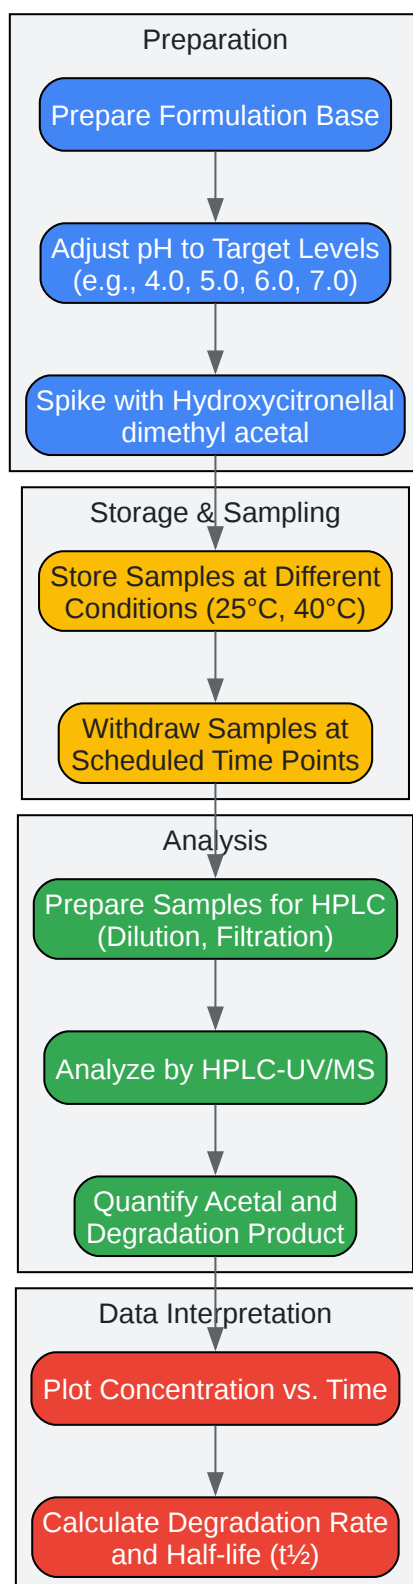 Preparation
Prepare Formulation Base
Adjust pH to Target Levels
(e.g., 4.0, 5.0, 6.0, 7.0)
Spike with Hydroxycitronellal
dimethyl acetal
Storage & Sampling
Store Samples at Different
Conditions (25°C, 40°C)
Withdraw Samples at
Scheduled Time Points
Analysis
Prepare Samples for HPLC
(Dilution, Filtration)
Analyze by HPLC-UV/MS
Quantify Acetal and
Degradation Product
Data Interpretation
Plot Concentration vs. Time
Calculate Degradation Rate
and Half-life (t½)